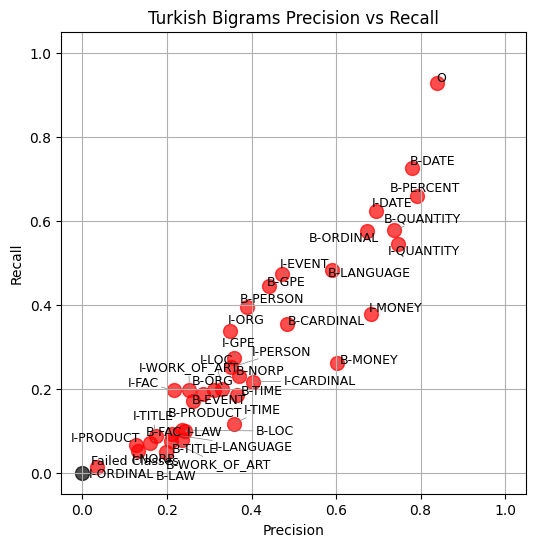 Turkish Bigrams Precision vs Recall
1.0
0.8
0.6
0.4
0.2
0.0
Recall
O
B-DATE
B-PERCENT
I-DATE
B-QUANTITY
B-ORDINAL
I-QUANTITY
I-EVENT
B-LANGUAGE
B-GPE
B-PERSON
I-MONEY
I-ORG
B-CARDINAL
I-GPE
I-PERSON
I-LOC
B-MONEY
I-WORK_OF_ART
B-NORP
I-FAC
B-ORG
I-CARDINAL
B-TIME
B-EVENT
I-TITLE
B-PRODUCT
I-TIME
I-PRODUCT
B-FAC
I-LAW
B-LOC
B-TITLE
I-LANGUAGE
Failed Classes
I-NORP
B-WORK_OF_ART
I-ORDINAL
B-LAW
0.0 0.2 0.4 0.6 0.8 1.0
Precision